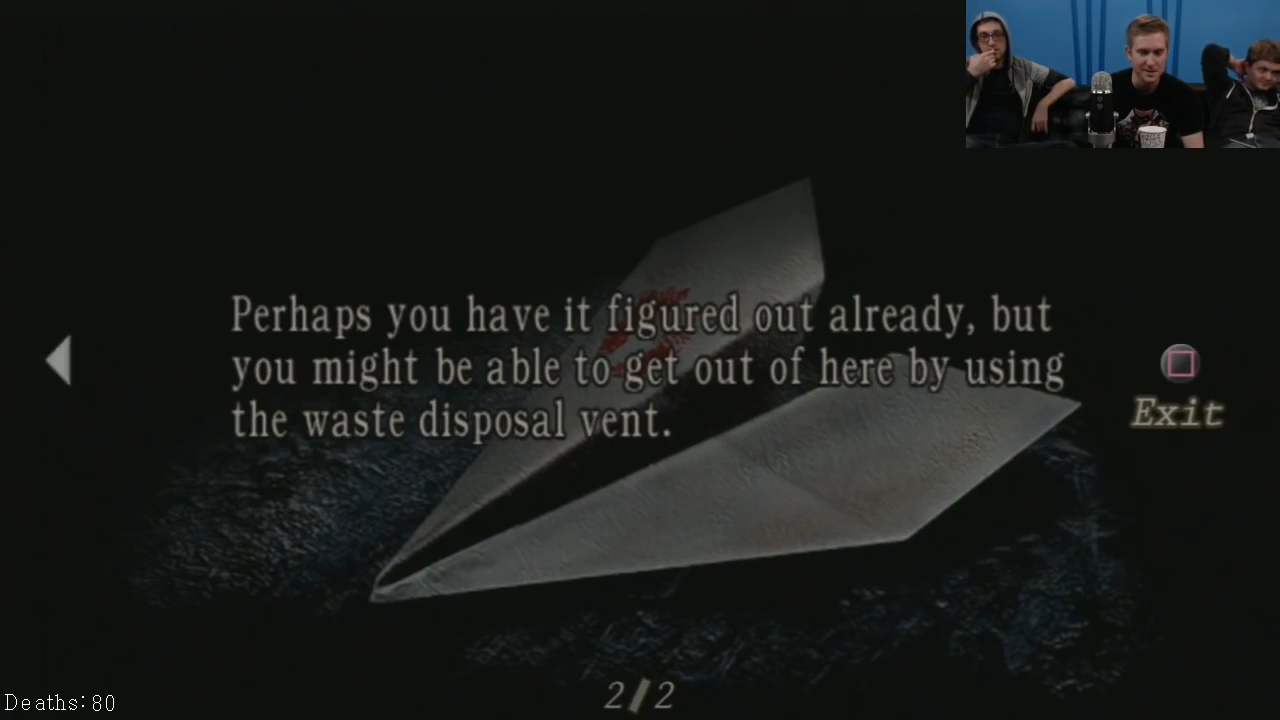 Perhaps you have it figured out already, but
you might be able to get out of here by using
the waste disposal vent.
Exit
2/2
Deaths:80